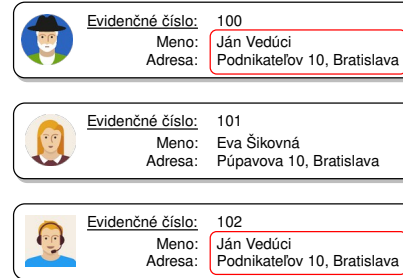 Evidenčné číslo: 100
Meno: Ján Vedúci
Adresa: Podnikateľov 10, Bratislava
Evidenčné číslo: 101
Meno: Eva Šikovná
Adresa: Púpavova 10, Bratislava
Evidenčné číslo: 102
Meno: Ján Vedúci
Adresa: Podnikateľov 10, Bratislava